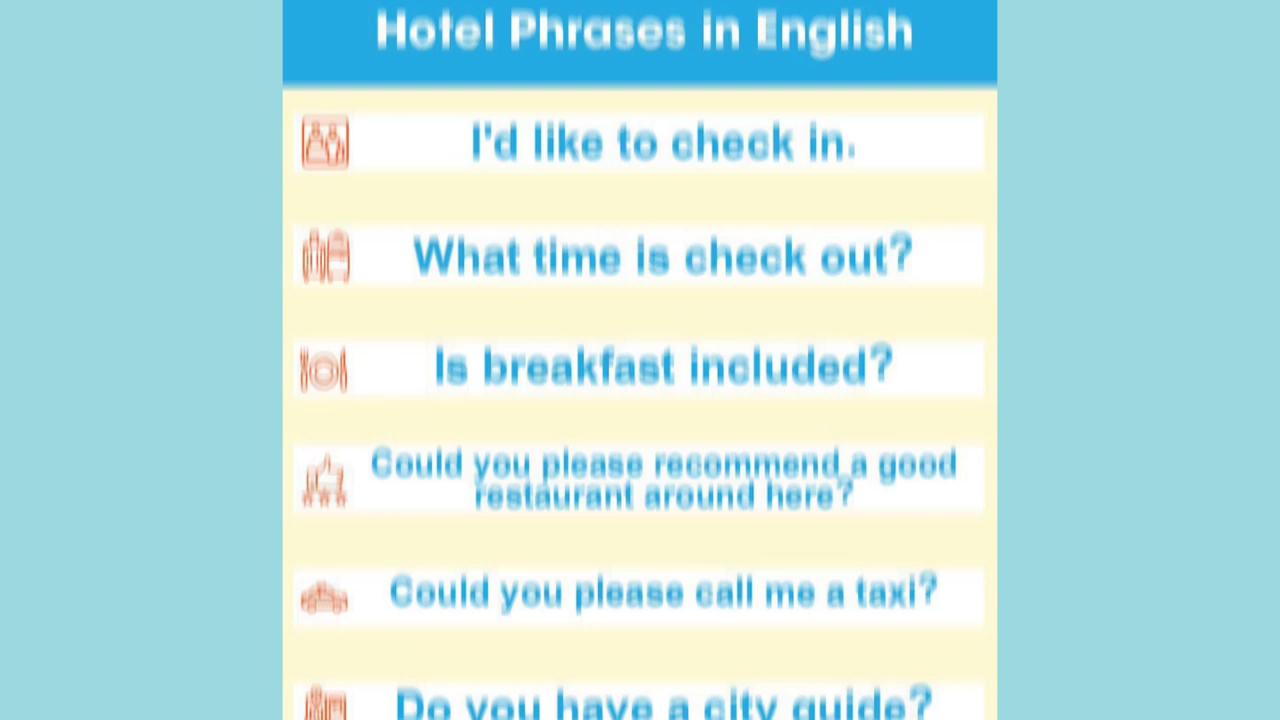 Hotel Phrases in English
I'd like to check in.
What time is check out?
Is breakfast included?
Could you please recommend a good
restaurant around here?
Could you please call me a taxi?
Do you have a city guide?